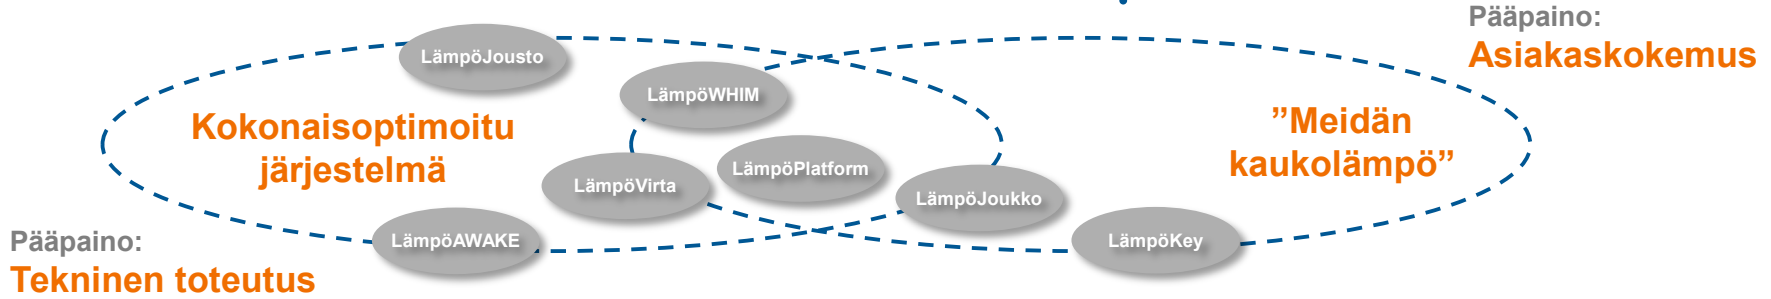 Pääpaino:
Asiakaskokemus
LämpöJousto
LämpöWHIM
Kokonaisoptimoitu
järjestelmä
”Meidän
kaukolämpö”
LämpöPlatform
LämpöVirta
LämpöJoukko
LämpöAWAKE
LämpöKey
Pääpaino:
Tekninen toteutus